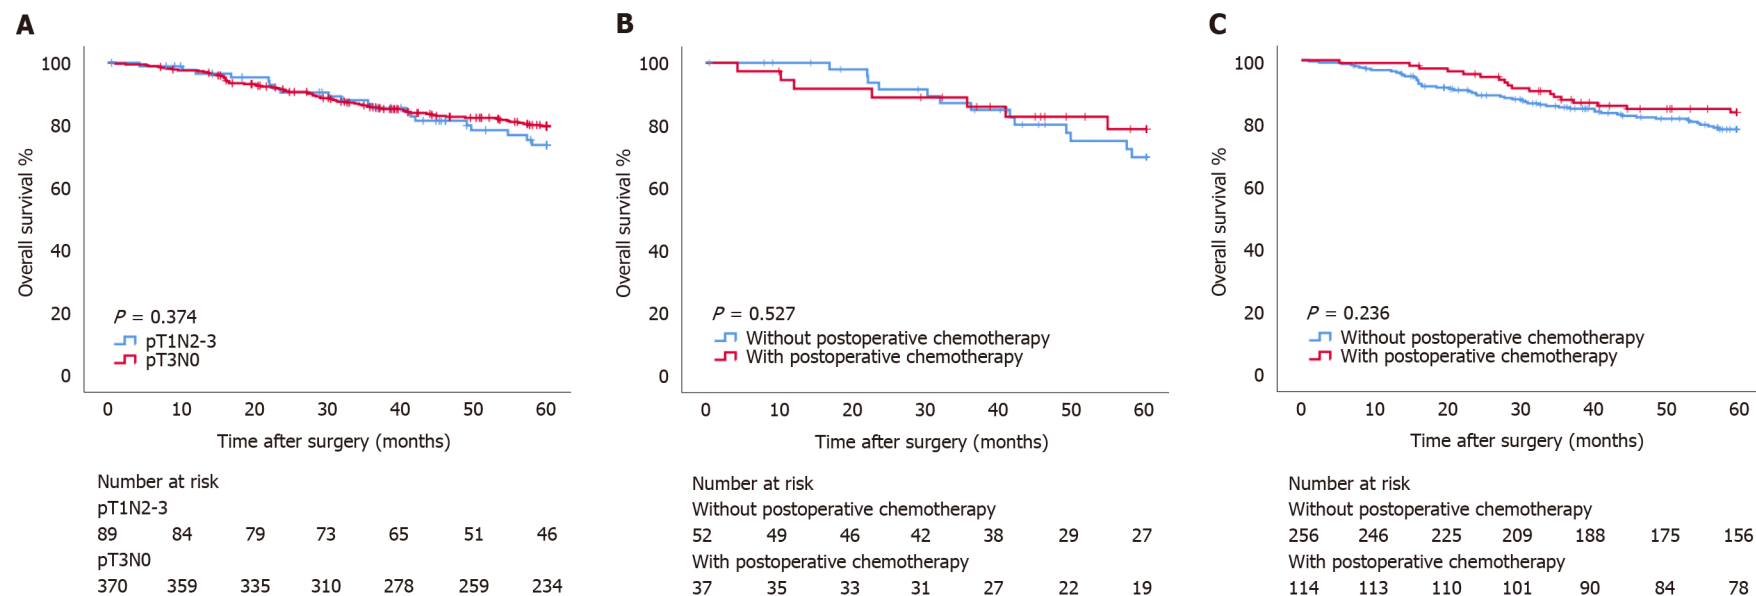 A
100
80
60
40
20
0
Overall survival %
P = 0.374
pT1N2-3
pT3N0
0 10 20 30 40 50 60
Time after surgery (months)
Number at risk
pT1N2-3
89 84 79 73 65 51 46
pT3N0
370 359 335 310 278 259 234
B
100
80
60
40
20
0
Overall survival %
P = 0.527
Without postoperative chemotherapy
With postoperative chemotherapy
0 10 20 30 40 50 60
Time after surgery (months)
Number at risk
Without postoperative chemotherapy
52 49 46 42 38 29 27
With postoperative chemotherapy
37 35 33 31 27 22 19
C
100
80
60
40
20
0
Overall survival %
P = 0.236
Without postoperative chemotherapy
With postoperative chemotherapy
0 10 20 30 40 50 60
Time after surgery (months)
Number at risk
Without postoperative chemotherapy
256 246 225 209 188 175 156
With postoperative chemotherapy
114 113 110 101 90 84 78